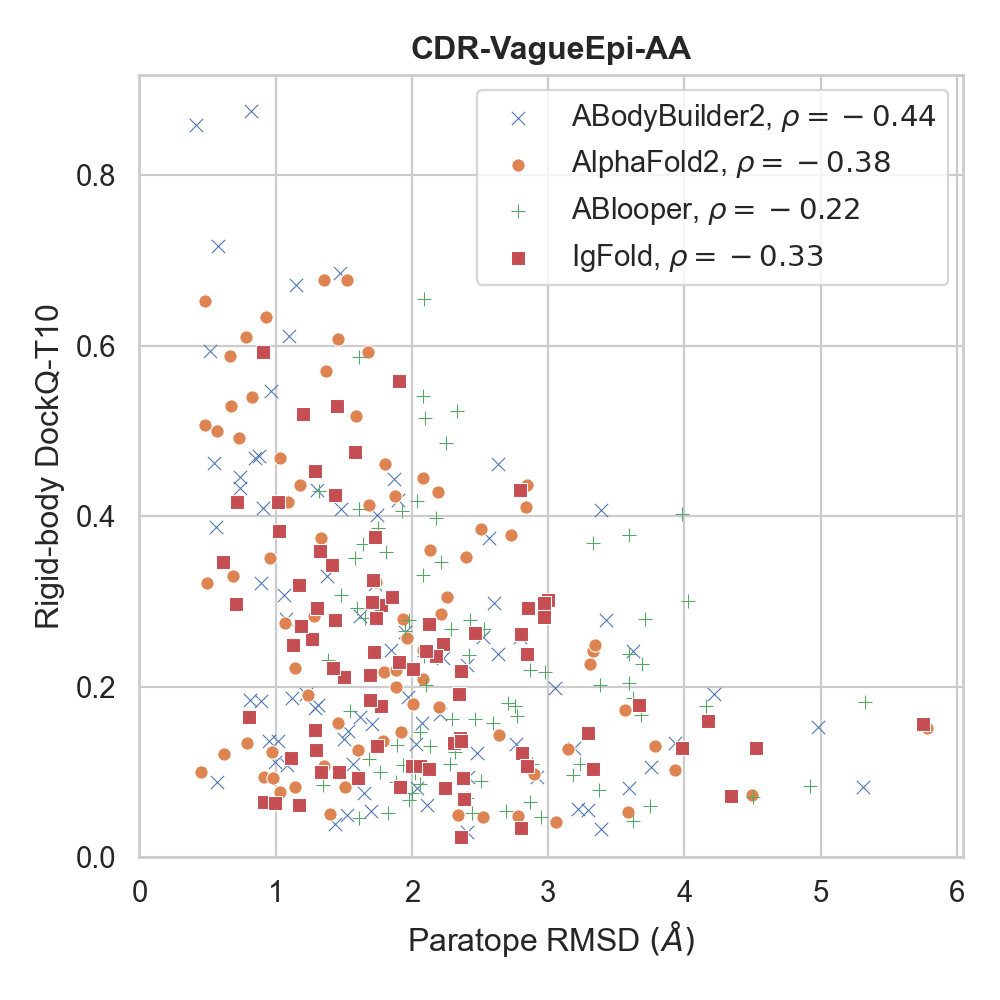 CDR-VagueEpi-AA
ABodyBuilder2, ρ = −0.44
AlphaFold2, ρ = −0.38
ABlooper, ρ = −0.22
IgFold, ρ = −0.33
Rigid-body DockQ-T10
0.8
0.6
0.4
0.2
0.0
0 1 2 3 4 5 6
Paratope RMSD (Å)